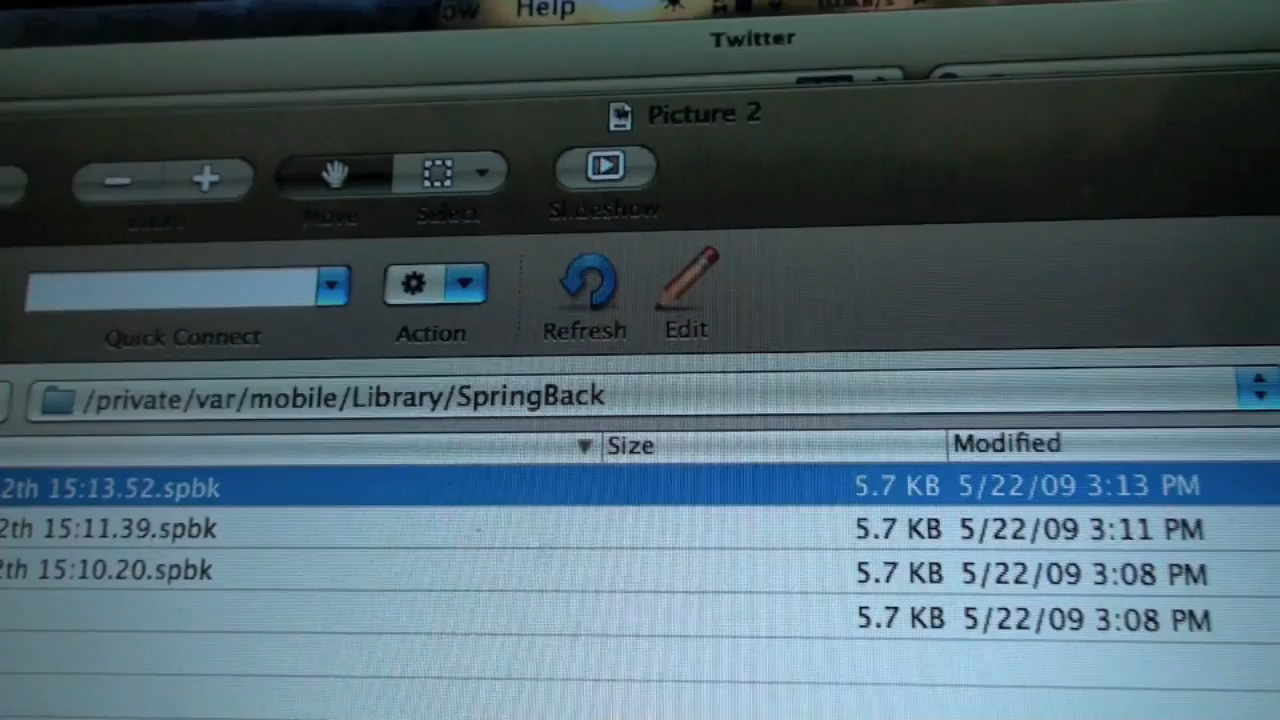 Help
Twitter
Picture 2
Move Select Slideshow
Quick Connect Action Refresh Edit
/private/var/mobile/Library/SpringBack
Size Modified
2th 15:13.52.spbk 5.7 KB 5/22/09 3:13 PM
2th 15:11.39.spbk 5.7 KB 5/22/09 3:11 PM
th 15:10.20.spbk 5.7 KB 5/22/09 3:08 PM
5.7 KB 5/22/09 3:08 PM